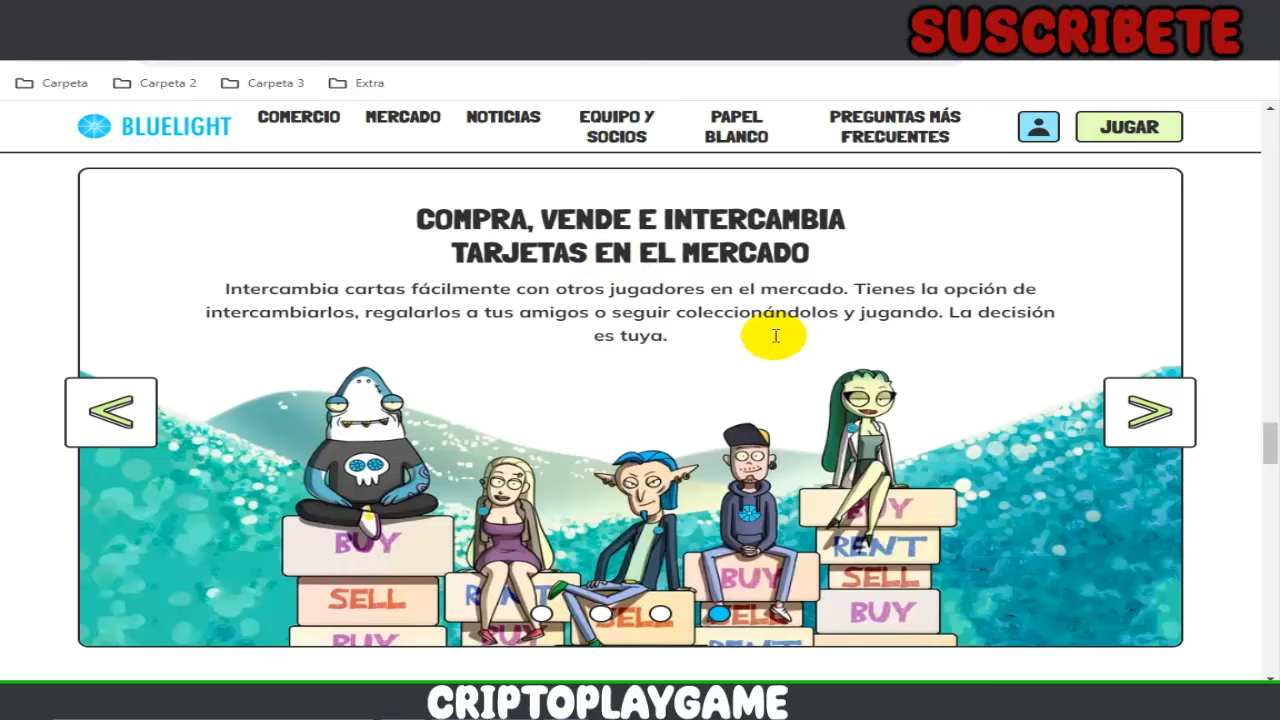 SUSCRIBETE
Carpeta Carpeta 2 Carpeta 3 Extra
BLUELIGHT COMERCIO MERCADO NOTICIAS EQUIPO Y SOCIOS PAPEL BLANCO PREGUNTAS MÁS FRECUENTES JUGAR
COMPRA, VENDE E INTERCAMBIA
TARJETAS EN EL MERCADO
Intercambia cartas fácilmente con otros jugadores en el mercado. Tienes la opción de
intercambiarlos, regalarlos a tus amigos o seguir coleccionándolos y jugando. La decisión
es tuya.
BUY
SELL
BUY
RENT
BUY
SELL
BUY
SELL
RENT
BUY
RENT
SELL
BUY
CRIPTOPLAYGAME